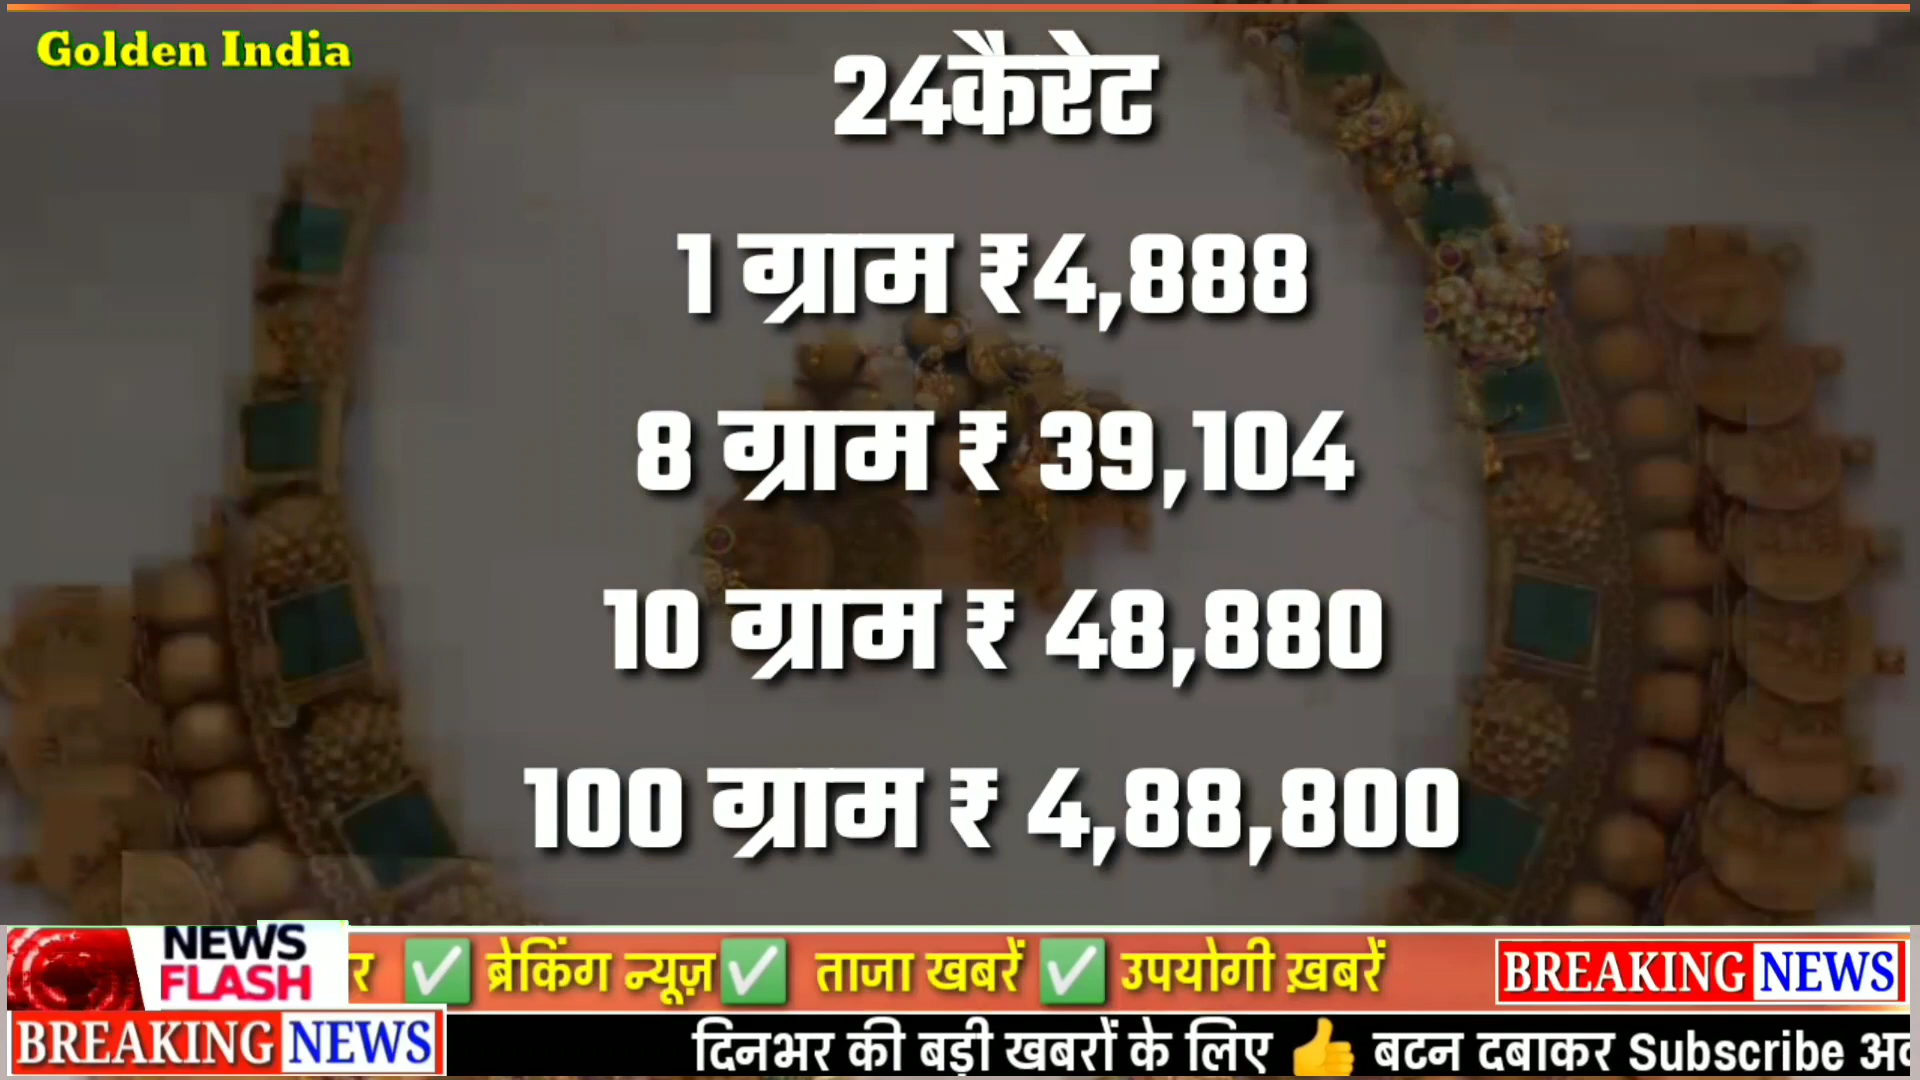 Golden India
24कैरेट
1 ग्राम ₹4,888
8 ग्राम ₹ 39,104
10 ग्राम ₹ 48,880
100 ग्राम ₹ 4,88,800
NEWS
FLASH
र ✅ ब्रेकिंग न्यूज़✅ ताजा खबरें ✅ उपयोगी ख़बरें
BREAKING NEWS
BREAKING NEWS
दिनभर की बड़ी खबरों के लिए 👍 बटन दबाकर Subscribe